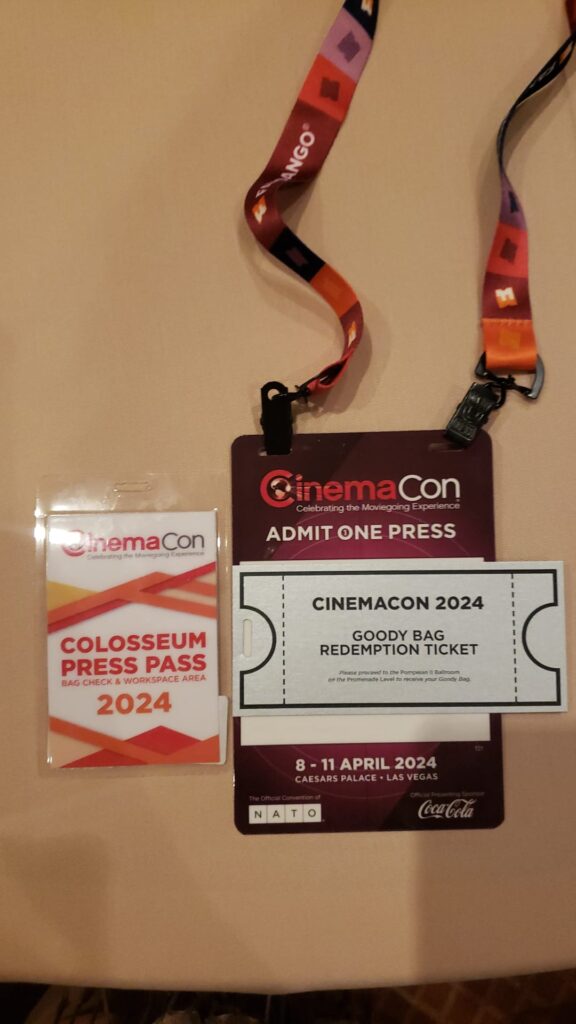 FANDANGO®
CinemaCon
Celebrating the Moviegoing Experience
COLOSSEUM
PRESS PASS
BAG CHECK & WORKSPACE AREA
2024
CinemaCon
Celebrating the Moviegoing Experience
ADMIT ONE PRESS
CINEMACON 2024
GOODY BAG
REDEMPTION TICKET
Please proceed to the Pompeian II Ballroom
on the Promenade Level to receive your Goody Bag.
8 - 11 APRIL 2024
CAESARS PALACE • LAS VEGAS
The Official Convention of
NATO
Official Presenting Sponsor
Coca-Cola